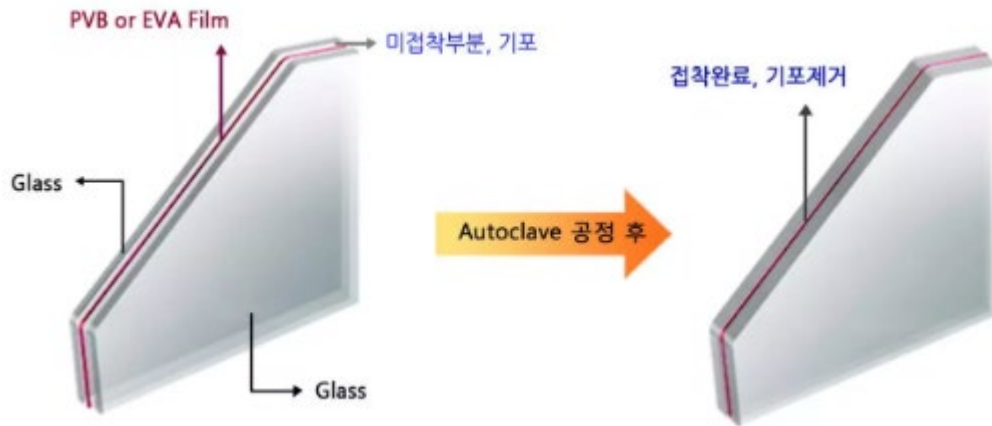 PVB or EVA Film
미접착부분, 기포
접착완료, 기포제거
Glass
Autoclave 공정 후
Glass